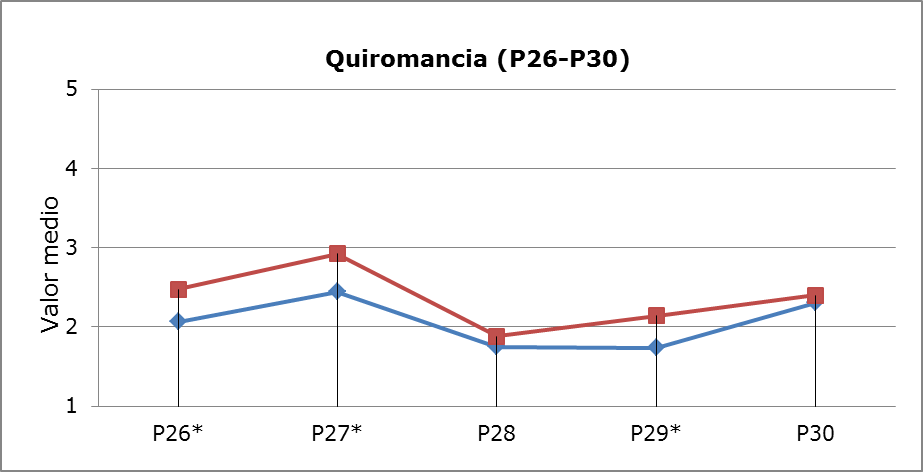 Quiromancia (P26-P30)
Valor medio
5
4
3
2
1
P26* P27* P28 P29* P30